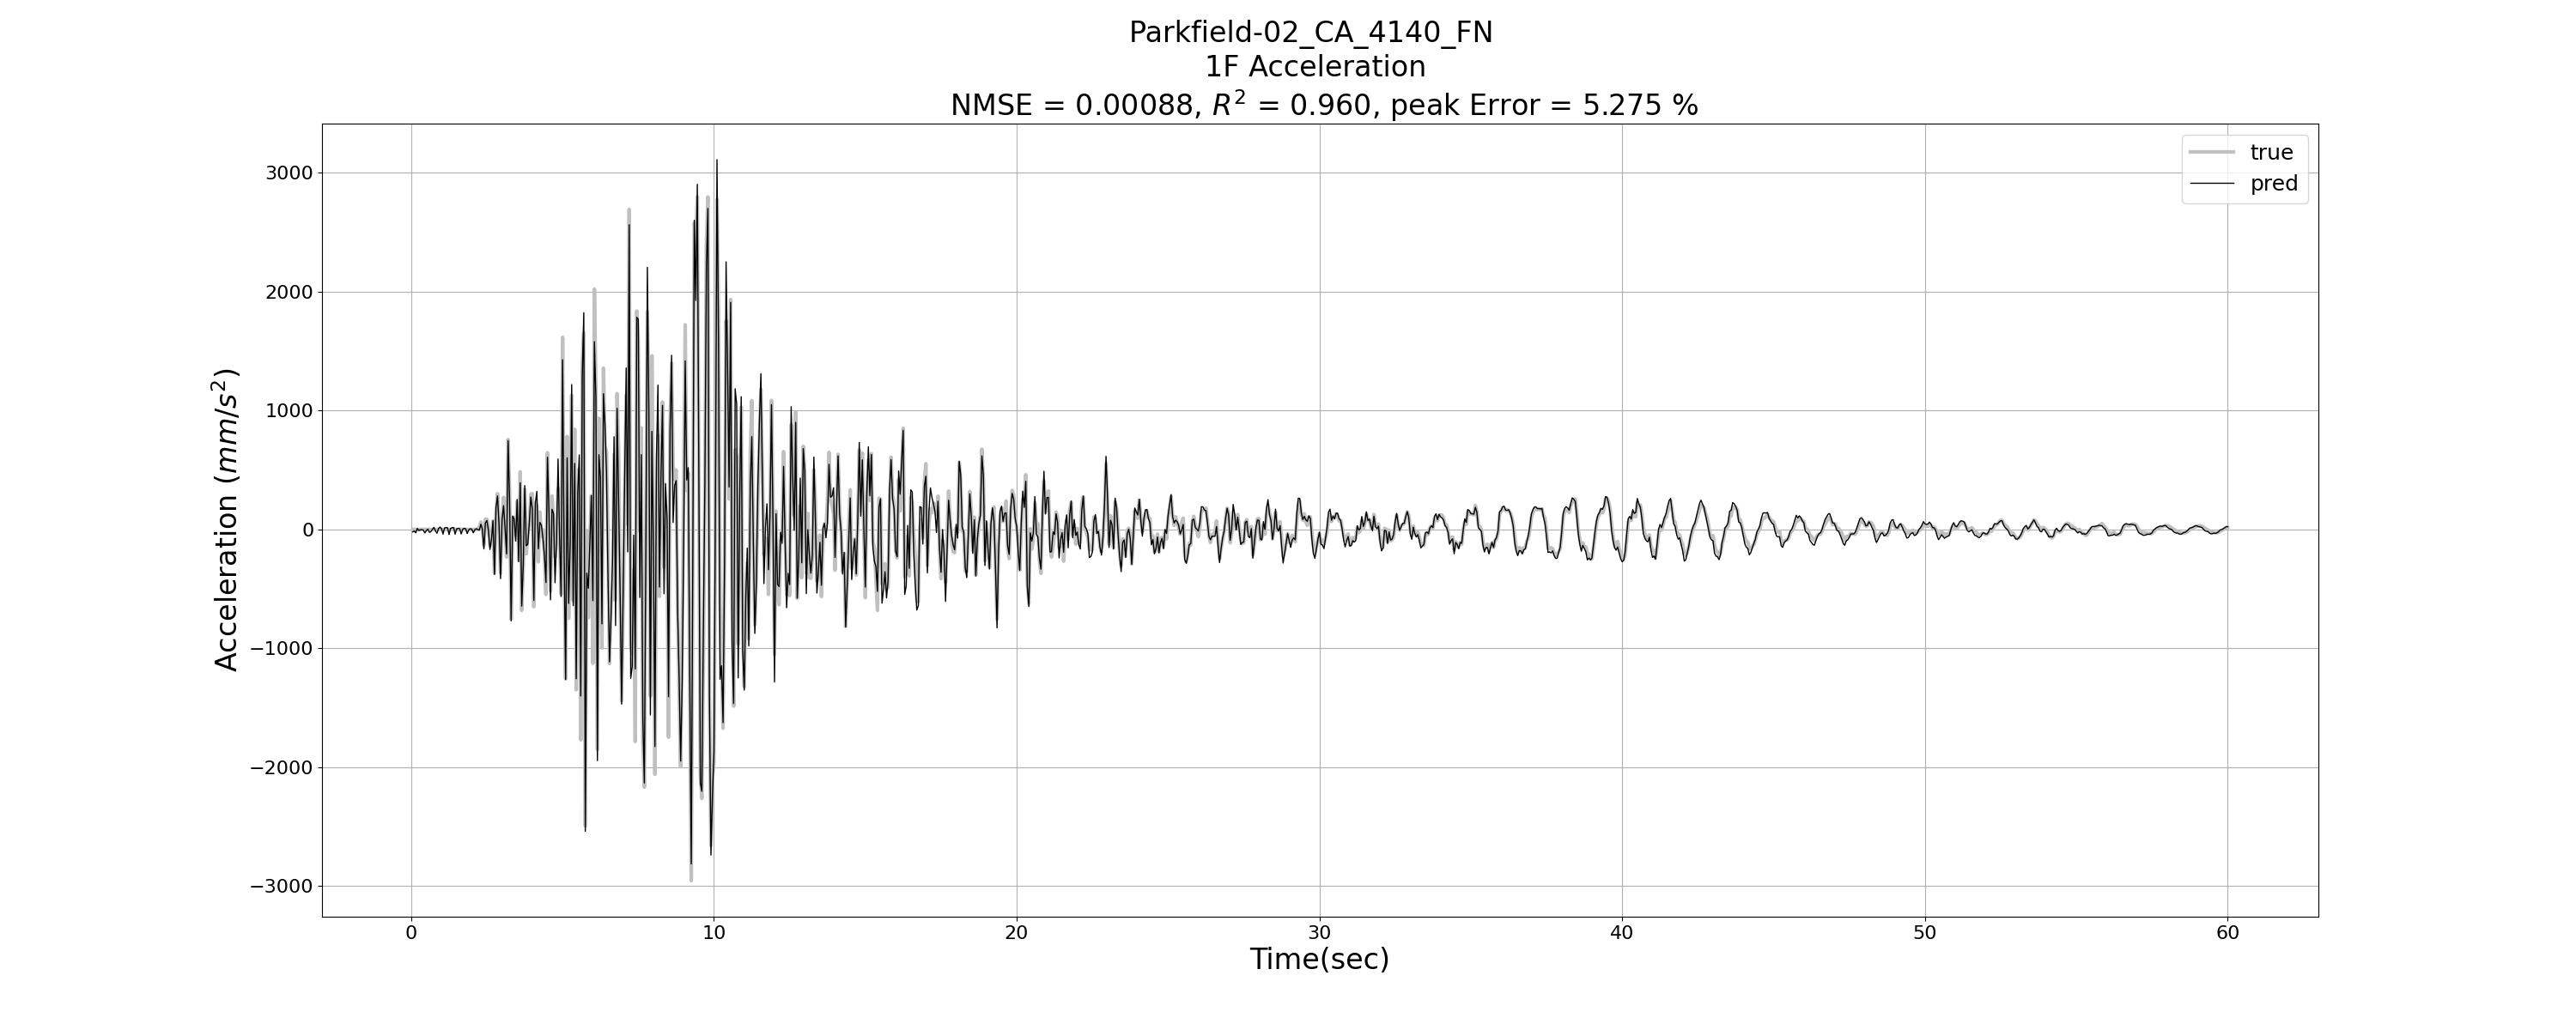 Parkfield-02_CA_4140_FN
1F Acceleration
NMSE = 0.00088, R² = 0.960, peak Error = 5.275 %
true
pred
Acceleration (mm/s²)
3000
2000
1000
0
−1000
−2000
−3000
0 10 20 30 40 50 60
Time(sec)